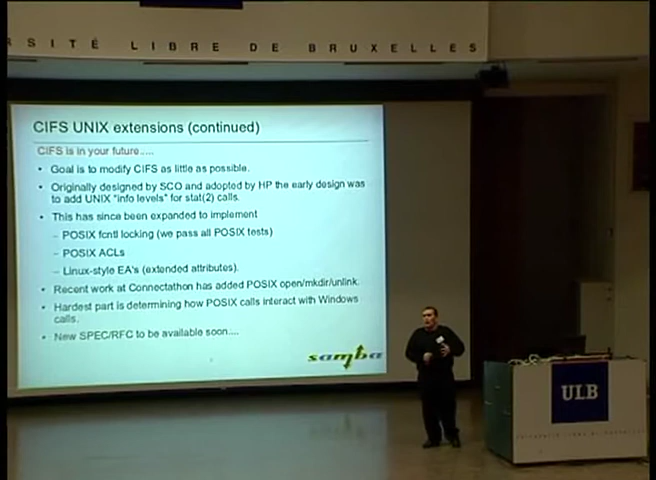 RSITÉ LIBRE DE BRUXELLES
CIFS UNIX extensions (continued)
CIFS is in your future.....
• Goal is to modify CIFS as little as possible.
• Originally designed by SCO and adopted by HP the early design was
to add UNIX "info levels" for stat(2) calls.
• This has since been expanded to implement
– POSIX fcntl locking (we pass all POSIX tests)
– POSIX ACLs
– Linux-style EA's (extended attributes).
• Recent work at Connectathon has added POSIX open/mkdir/unlink.
• Hardest part is determining how POSIX calls interact with Windows
calls.
• New SPEC/RFC to be available soon....
samba
ULB